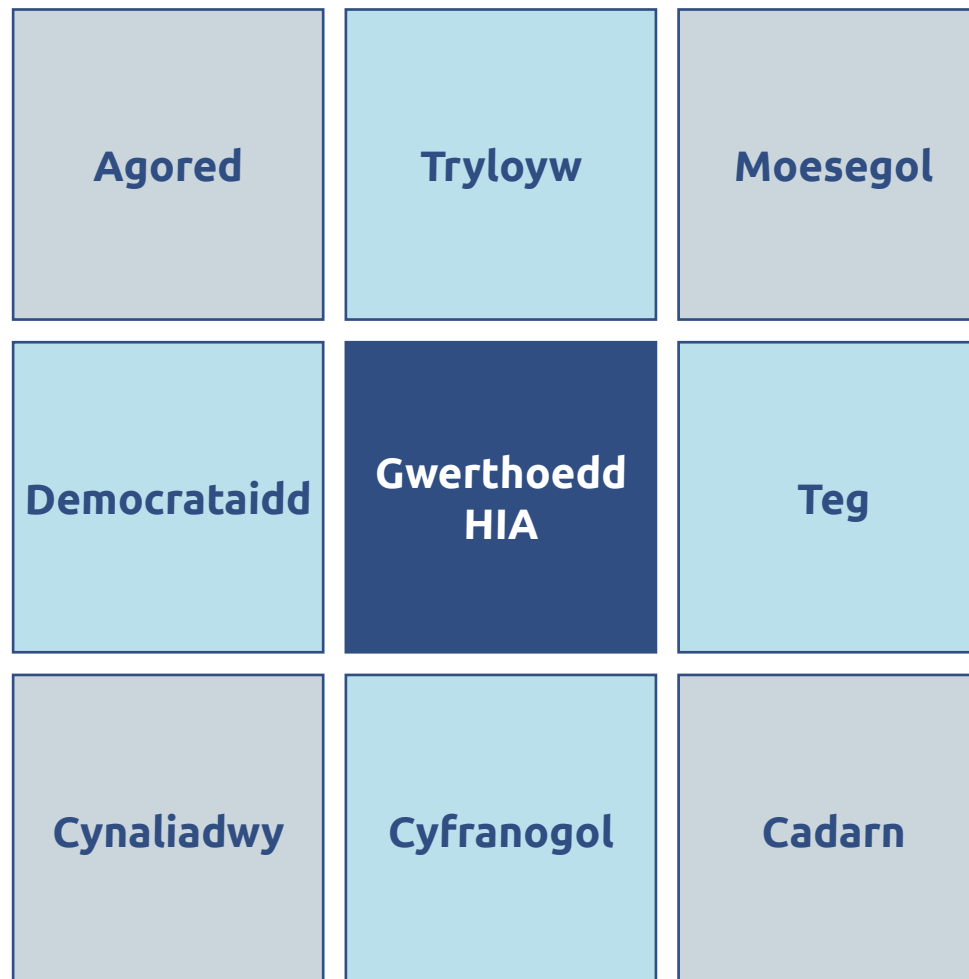 Agored
Tryloyw
Moesegol
Democrataidd
Gwerthoedd
HIA
Teg
Cynaliadwy
Cyfranogol
Cadarn